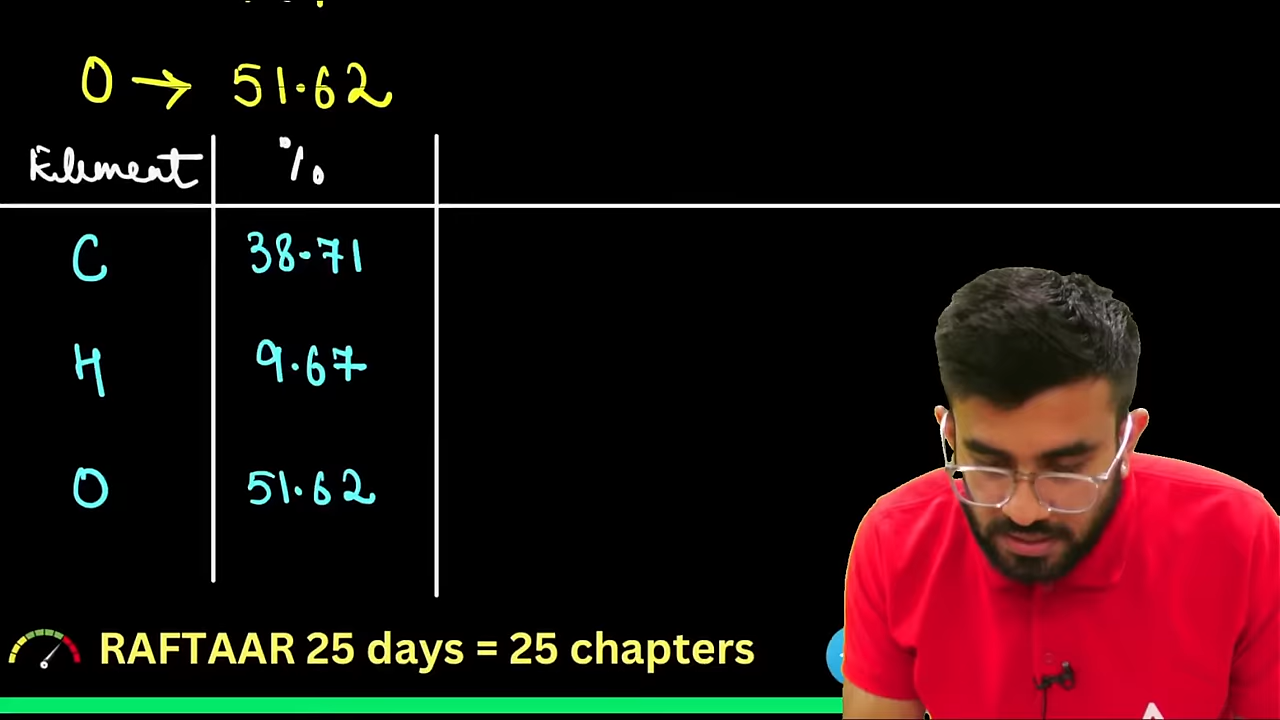 O → 51.62
Element %
C 38.71
H 9.67
O 51.62
RAFTAAR 25 days = 25 chapters